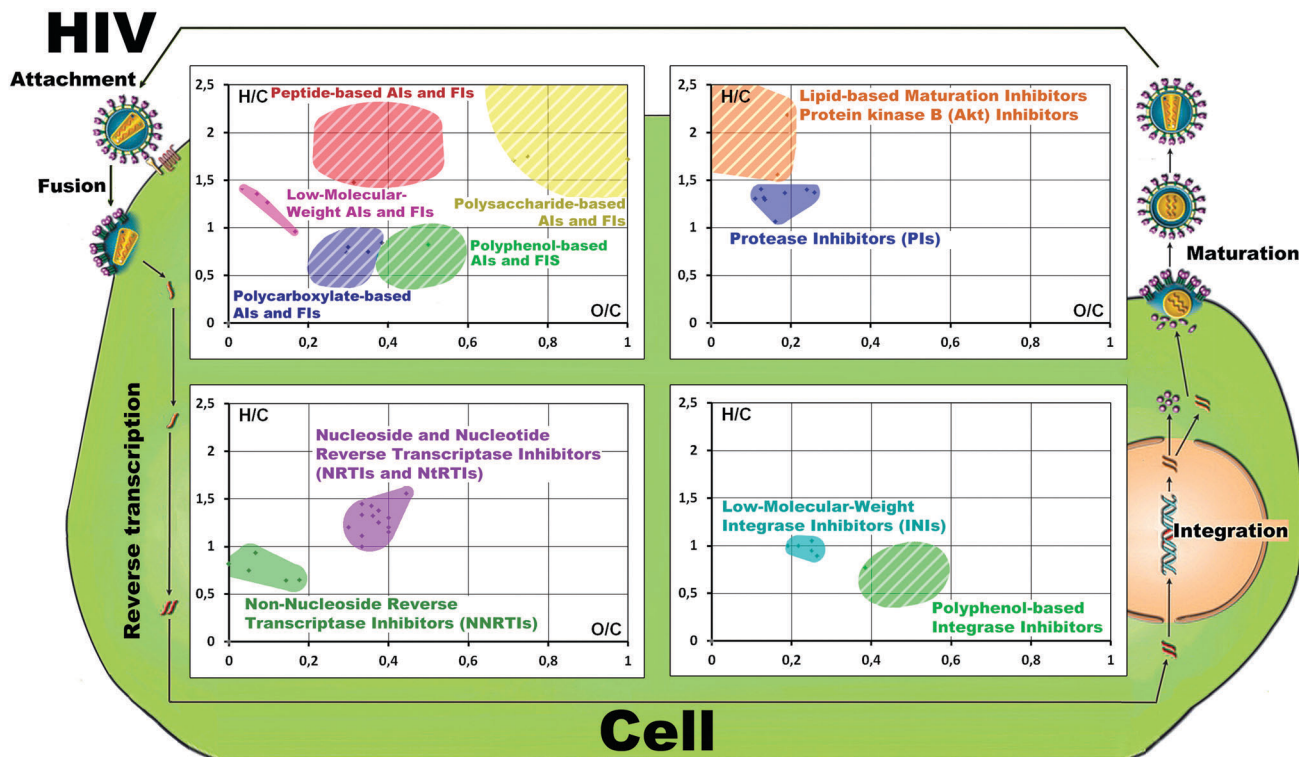 HIV
Attachment
Fusion
Reverse transcription
Integration
Maturation
Cell
H/C
2,5
2
1,5
1
0,5
0
Peptide-based AIs and FIs
Low-Molecular-
Weight AIs and FIs
Polysaccharide-based
AIs and FIs
Polyphenol-based
AIs and FIS
Polycarboxylate-based
AIs and FIs
O/C
0
0,2
0,4
0,6
0,8
1
H/C
2,5
2
1,5
1
0,5
0
Lipid-based Maturation Inhibitors
Protein kinase B (Akt) Inhibitors
Protease Inhibitors (PIs)
O/C
0
0,2
0,4
0,6
0,8
1
H/C
2,5
2
1,5
1
0,5
0
Nucleoside and Nucleotide
Reverse Transcriptase Inhibitors
(NRTIs and NtRTIs)
Non-Nucleoside Reverse
Transcriptase Inhibitors (NNRTIs)
O/C
0
0,2
0,4
0,6
0,8
1
H/C
2,5
2
1,5
1
0,5
0
Low-Molecular-Weight
Integrase Inhibitors (INIs)
Polyphenol-based
Integrase Inhibitors
O/C
0
0,2
0,4
0,6
0,8
1